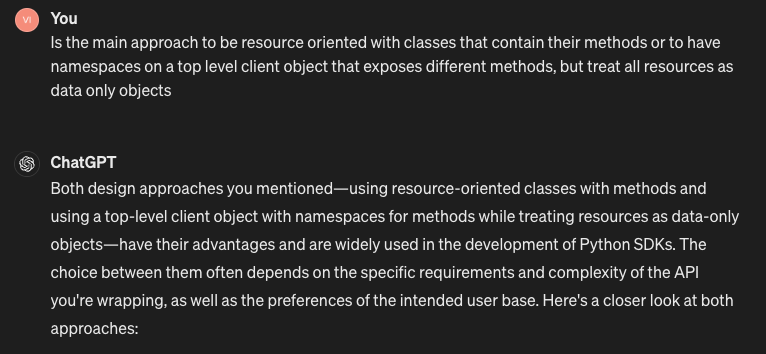 VI
You
Is the main approach to be resource oriented with classes that contain their methods or to have
namespaces on a top level client object that exposes different methods, but treat all resources as
data only objects
ChatGPT
Both design approaches you mentioned—using resource-oriented classes with methods and
using a top-level client object with namespaces for methods while treating resources as data-only
objects—have their advantages and are widely used in the development of Python SDKs. The
choice between them often depends on the specific requirements and complexity of the API
you're wrapping, as well as the preferences of the intended user base. Here's a closer look at both
approaches: